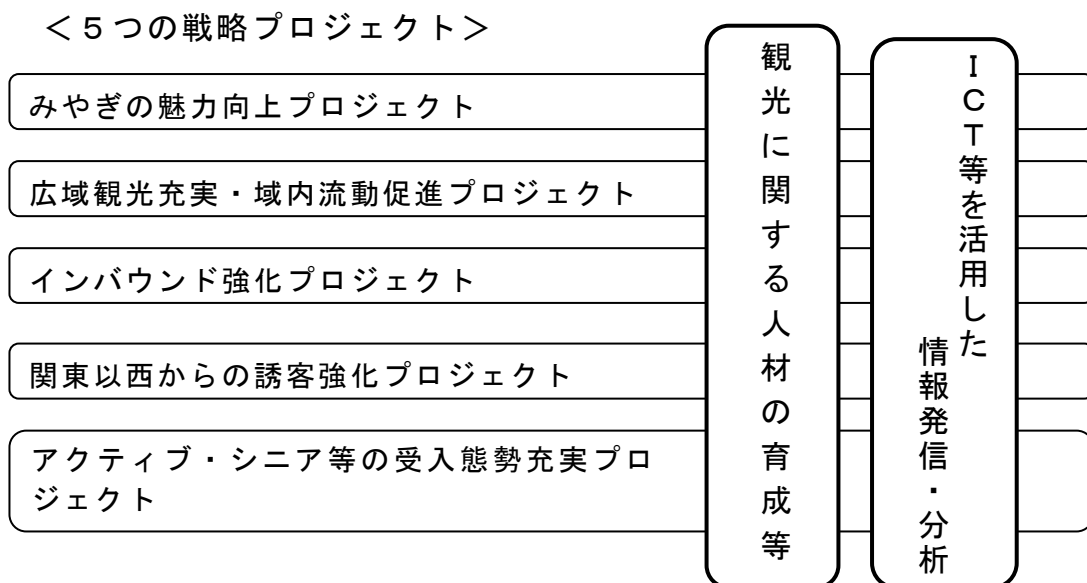 ＜５つの戦略プロジェクト＞
みやぎの魅力向上プロジェクト
広域観光充実・域内流動促進プロジェクト
インバウンド強化プロジェクト
関東以西からの誘客強化プロジェクト
アクティブ・シニア等の受入態勢充実プロ
ジェクト
観光に関する人材の育成等
ＩＣＴ等を活用した
情報発信・分析